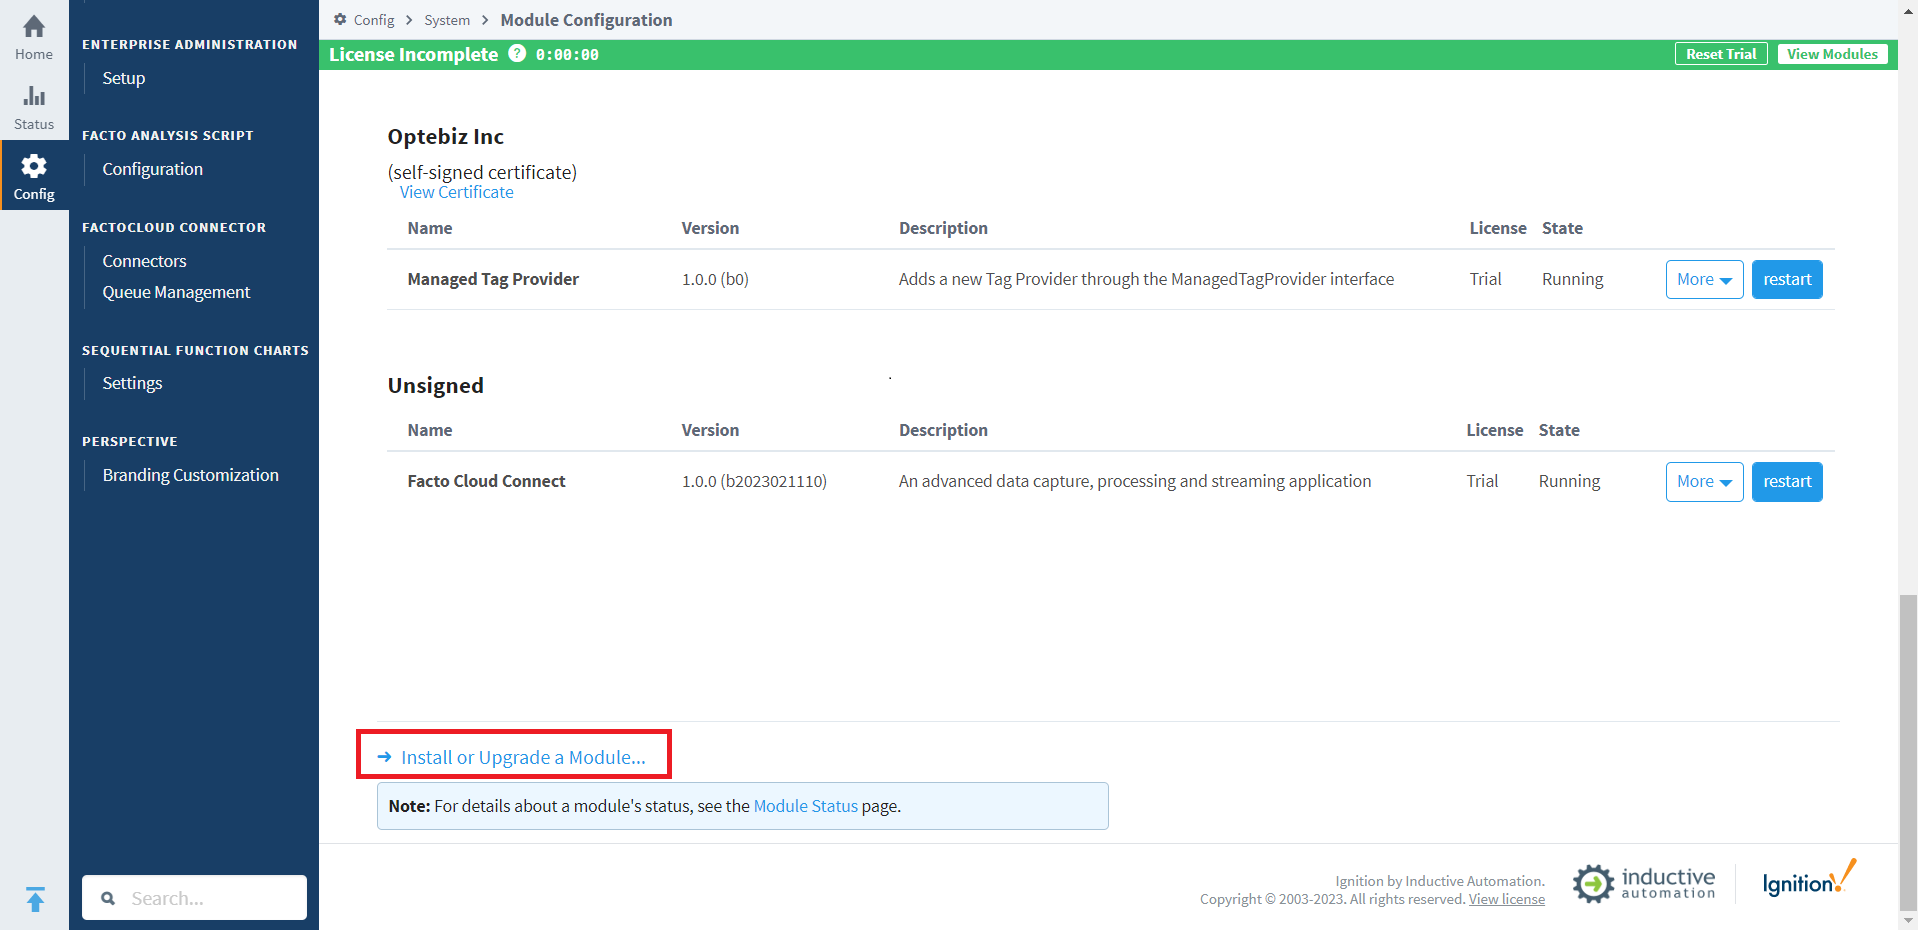 Home
Status
Config
ENTERPRISE ADMINISTRATION
Setup
FACTO ANALYSIS SCRIPT
Configuration
FACTOCLOUD CONNECTOR
Connectors
Queue Management
SEQUENTIAL FUNCTION CHARTS
Settings
PERSPECTIVE
Branding Customization
Search...
Config > System > Module Configuration
License Incomplete ? 0:00:00 Reset Trial View Modules
Optebiz Inc
(self-signed certificate)
View Certificate
Name Version Description License State
Managed Tag Provider 1.0.0 (b0) Adds a new Tag Provider through the ManagedTagProvider interface Trial Running More restart
Unsigned
Name Version Description License State
Facto Cloud Connect 1.0.0 (b2023021110) An advanced data capture, processing and streaming application Trial Running More restart
Install or Upgrade a Module...
Note: For details about a module's status, see the Module Status page.
Ignition by Inductive Automation.
Copyright © 2003-2023. All rights reserved. View license
inductive
automation
Ignition!